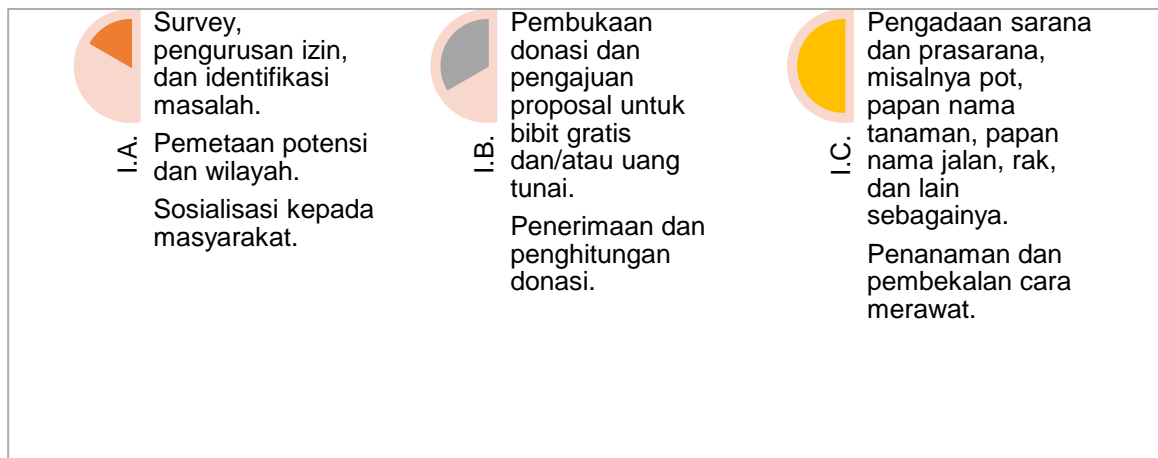 I.A.
Survey,
pengurusan izin,
dan identifikasi
masalah.
Pemetaan potensi
dan wilayah.
Sosialisasi kepada
masyarakat.
I.B.
Pembukaan
donasi dan
pengajuan
proposal untuk
bibit gratis
dan/atau uang
tunai.
Penerimaan dan
penghitungan
donasi.
I.C.
Pengadaan sarana
dan prasarana,
misalnya pot,
papan nama
tanaman, papan
nama jalan, rak,
dan lain
sebagainya.
Penanaman dan
pembekalan cara
merawat.